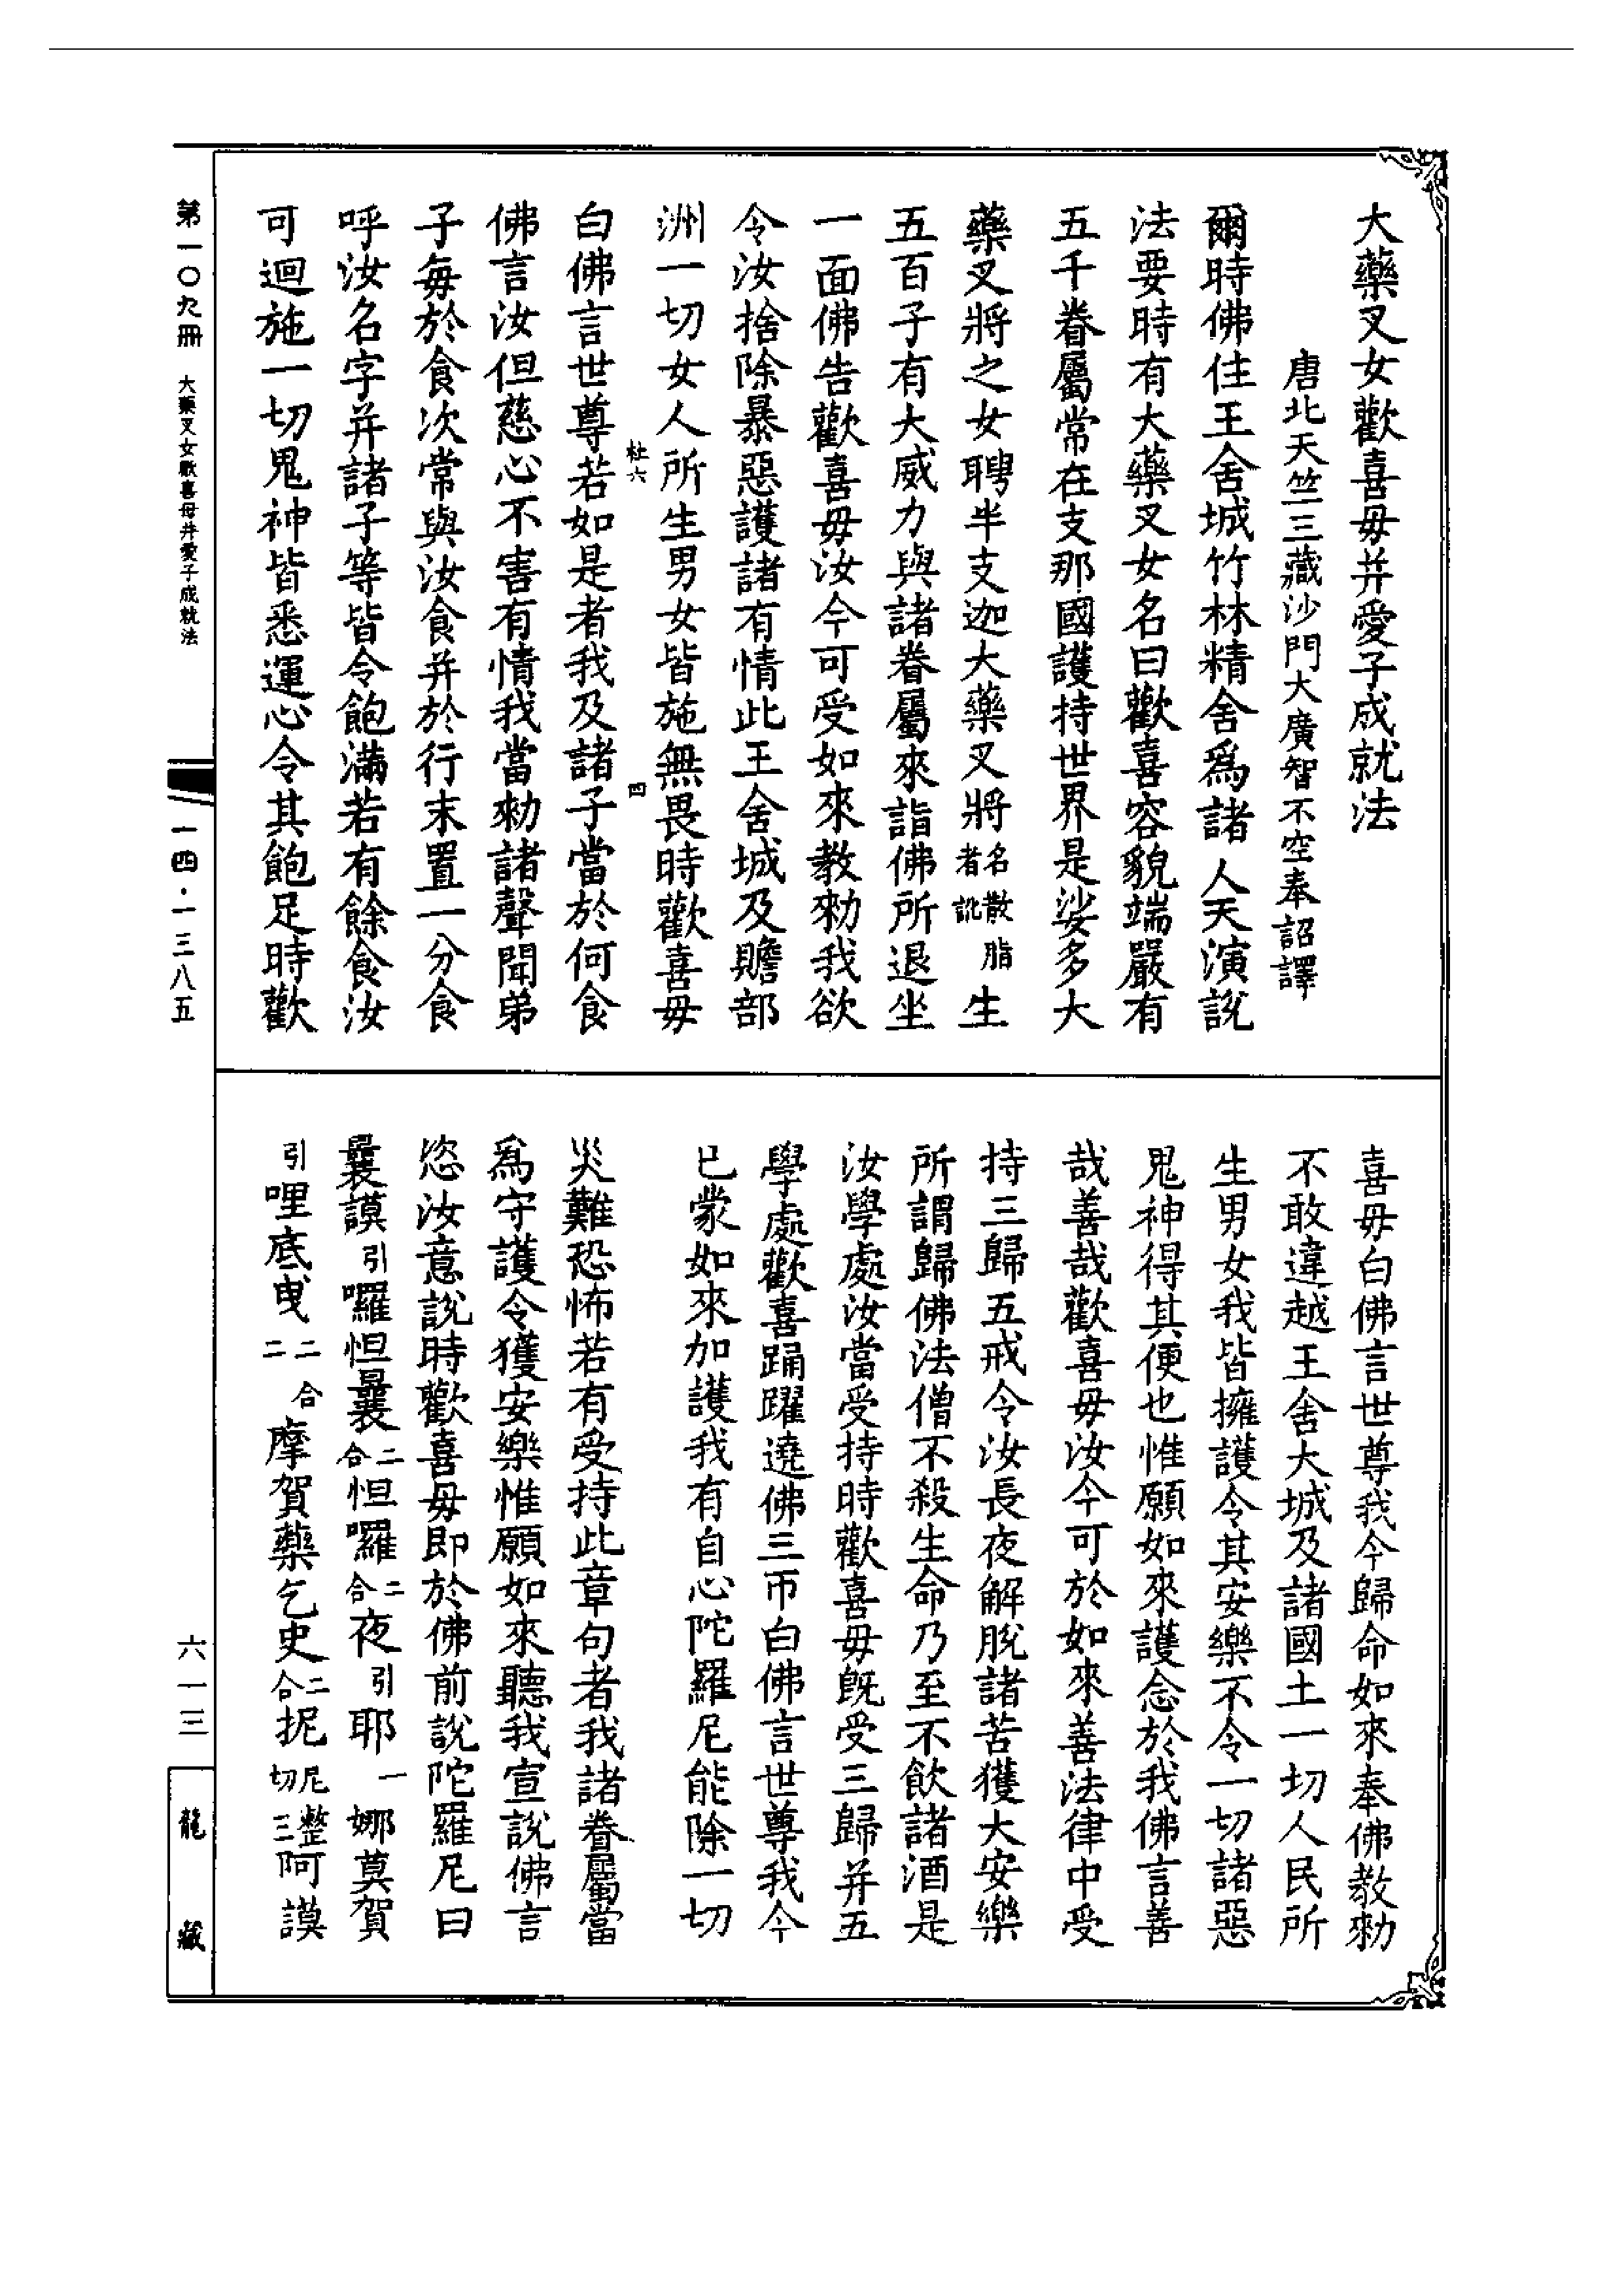 大藥叉女歡喜母并愛子成就法
唐北天竺三藏沙門大廣智不空奉詔譯
爾時佛住王舍城竹林精舍爲諸人天演說
法要時有大藥叉女名曰歡喜容貌端嚴有
五千眷屬常在支那國護持世界是娑多大
藥叉將之女聘半支迦大藥叉將名散脂者訛生
五百子有大威力與諸眷屬來詣佛所退坐
一面佛告歡喜母汝今可受如來教勑我欲
令汝捨除暴惡護諸有情此王舍城及贍部
洲一切女人所生男女皆施無畏時歡喜母
杜六
四
白佛言世尊若如是者我及諸子當於何食
佛言汝但慈心不害有情我當勑諸聲聞弟
子每於食次常與汝食并於行末置一分食
呼汝名字并諸子等皆令飽滿若有餘食汝
可迴施一切鬼神皆悉運心令其飽足時歡
喜母白佛言世尊我今歸命如來奉佛教勑
不敢違越王舍大城及諸國土一切人民所
生男女我皆擁護令其安樂不令一切諸惡
鬼神得其便也惟願如來護念於我佛言善
哉善哉歡喜母汝今可於如來善法律中受
持三歸五戒令汝長夜解脫諸苦獲大安樂
所謂歸佛法僧不殺生命乃至不飲諸酒是
汝學處汝當受持時歡喜母旣受三歸并五
學處歡喜踊躍遶佛三帀白佛言世尊我今
已蒙如來加護我有自心陀羅尼能除一切
災難恐怖若有受持此章句者我諸眷屬當
爲守護令獲安樂惟願如來聽我宣說佛言
恣汝意說時歡喜母即於佛前說陀羅尼曰
曩謨引囉怛曩二合怛囉二合夜引耶一娜莫賀
引哩底曳二合二摩賀藥乞史二合抳尼整切三阿謨
第一〇九冊 大藥叉女歡喜母并愛子成就法
一四·一三八五
六一三
龍藏